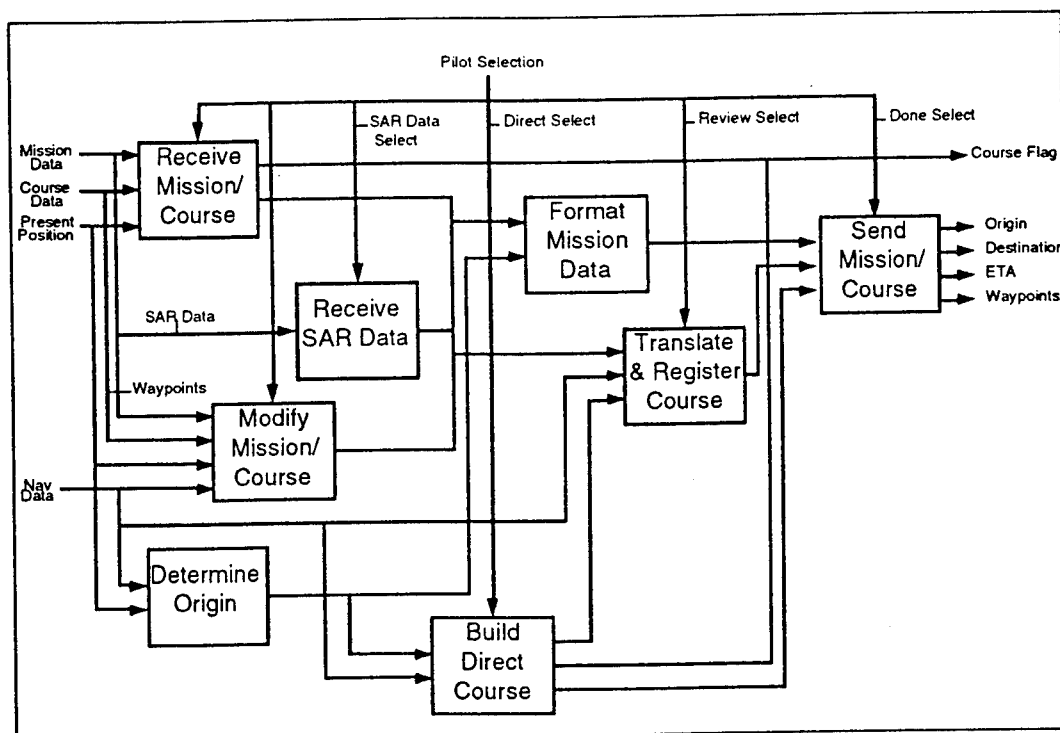 Pilot Selection
SAR Data
Select
Direct Select
Review Select
Done Select
Mission
Data
Course
Data
Present
Position
Receive
Mission/
Course
Course Flag
Format
Mission
Data
Send
Mission/
Course
Origin
Destination
ETA
Waypoints
SAR Data
Receive
SAR Data
Translate
& Register
Course
Waypoints
Modify
Mission/
Course
Nav
Data
Determine
Origin
Build
Direct
Course